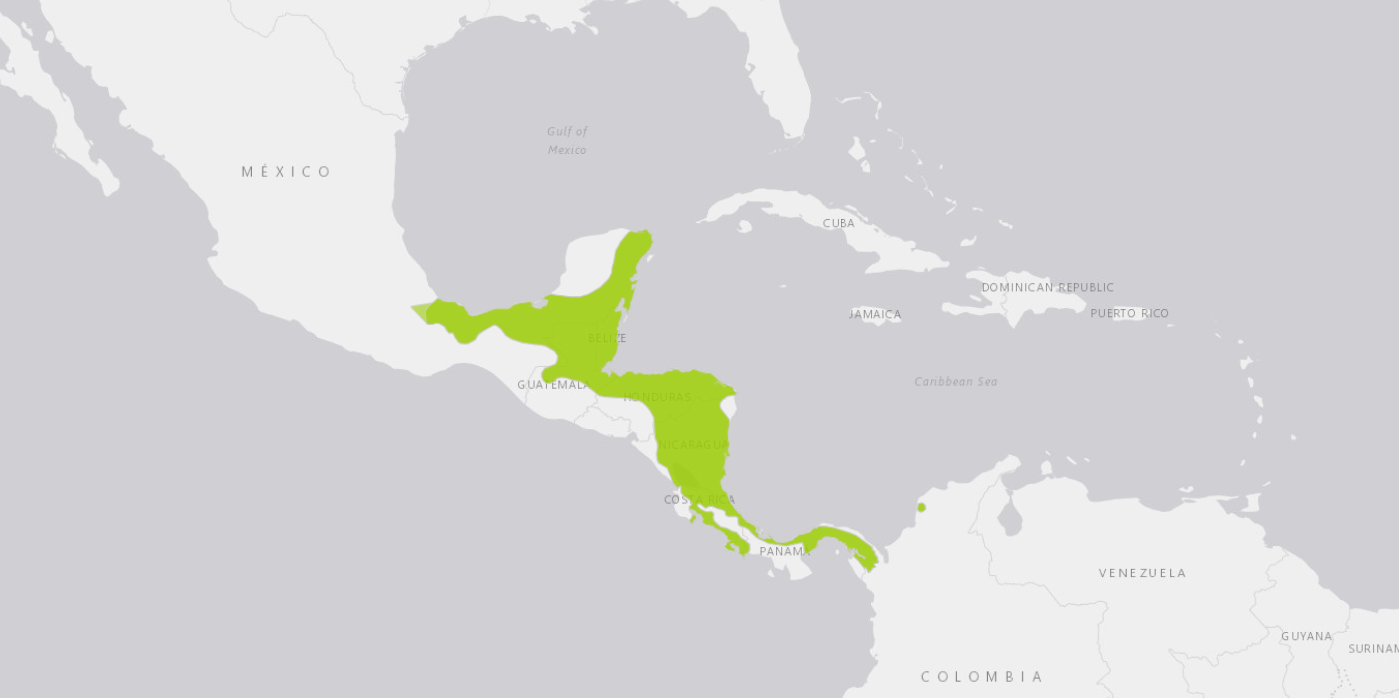 Gulf of
Mexico
MÉXICO
CUBA
DOMINICAN REPUBLIC
JAMAICA
PUERTO RICO
BELIZE
Caribbean Sea
GUATEMALA
HONDURAS
NICARAGUA
COSTA RICA
PANAMA
VENEZUELA
GUYANA
SURINAM
COLOMBIA